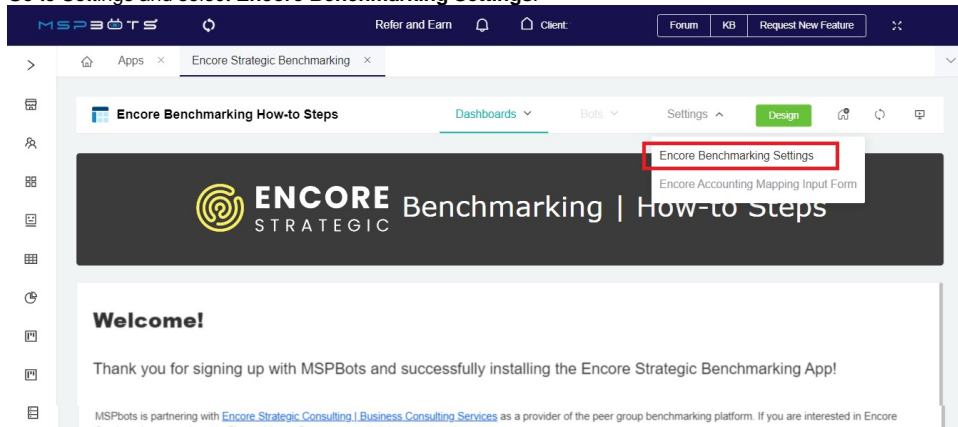 Go to Settings and select Encore Benchmarking Settings.
MSPBOTS Refer and Earn Client: Forum KB Request New Feature
Apps × Encore Strategic Benchmarking ×
Encore Benchmarking How-to Steps Dashboards Bots Settings Design
Encore Benchmarking Settings
Encore Accounting Mapping Input Form
ENCORE
STRATEGIC
Benchmarking | How-to Steps
Welcome!
Thank you for signing up with MSPBots and successfully installing the Encore Strategic Benchmarking App!
MSPbots is partnering with Encore Strategic Consulting | Business Consulting Services as a provider of the peer group benchmarking platform. If you are interested in Encore